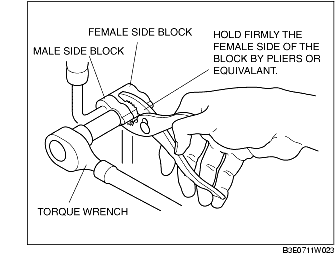 FEMALE SIDE BLOCK
MALE SIDE BLOCK
HOLD FIRMLY THE
FEMALE SIDE OF THE
BLOCK BY PLIERS OR
EQUIVALANT.
TORQUE WRENCH
B3E0711W023